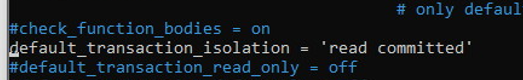 # only defaul
#check_function_bodies = on
default_transaction_isolation = 'read committed'
#default_transaction_read_only = off